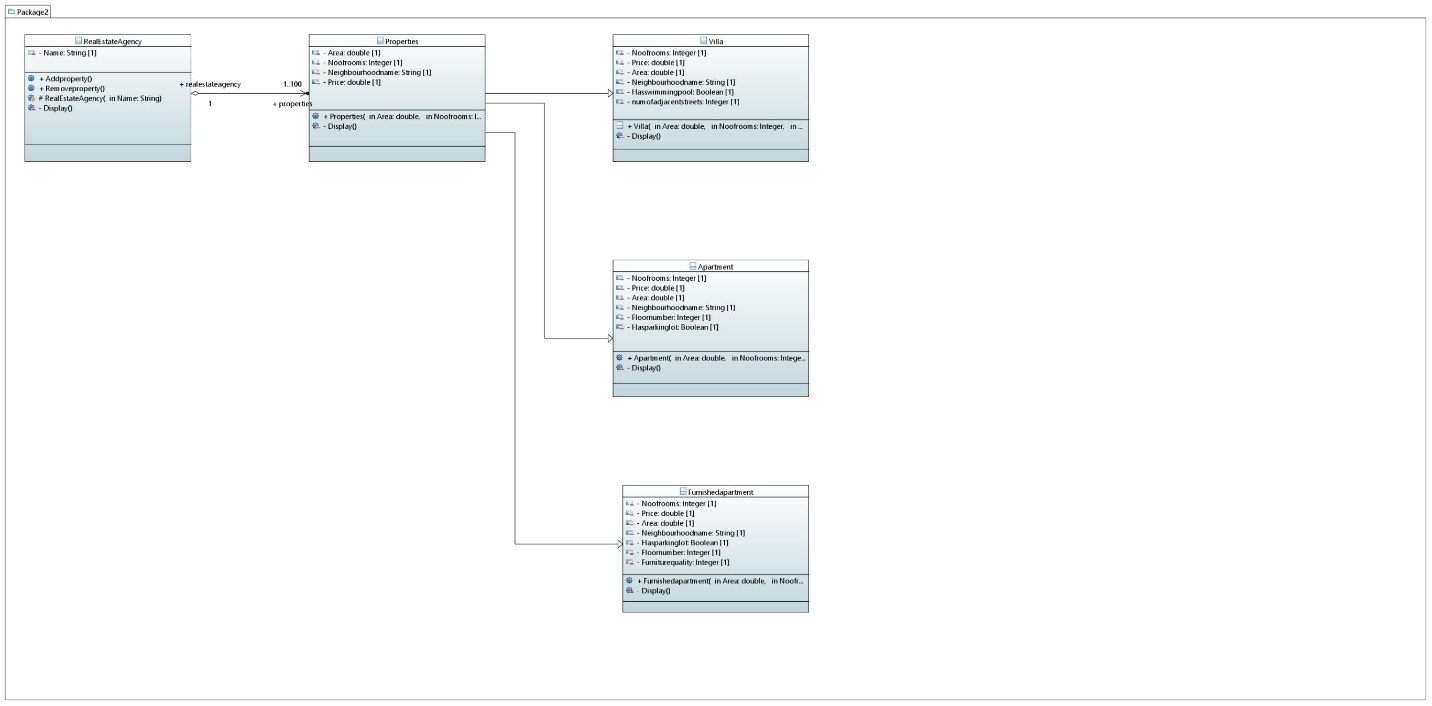 Package2
RealEstateAgency
- Name: String [1]
+ Addproperty()
+ Removeproperty()
# RealEstateAgency( in Name: String)
- Display()
+ realestateagency
1
1..100
+ properties
Properties
- Area: double [1]
- Noofrooms: Integer [1]
- Neighbourhoodname: String [1]
- Price: double [1]
+ Properties( in Area: double, in Noofrooms: I...
- Display()
Villa
- Noofrooms: Integer [1]
- Price: double [1]
- Area: double [1]
- Neighbourhoodname: String [1]
- Hasswimmingpool: Boolean [1]
- numofadjacentstreets: Integer [1]
+ Villa( in Area: double, in Noofrooms: Integer, in ...
- Display()
Apartment
- Noofrooms: Integer [1]
- Price: double [1]
- Area: double [1]
- Neighbourhoodname: String [1]
- Floornumber: Integer [1]
- Hasparkinglot: Boolean [1]
+ Apartment( in Area: double, in Noofrooms: Intege...
- Display()
Furnishedapartment
- Noofrooms: Integer [1]
- Price: double [1]
- Area: double [1]
- Neighbourhoodname: String [1]
- Hasparkinglot: Boolean [1]
- Floornumber: Integer [1]
- Furniturequality: Integer [1]
+ Furnishedapartment( in Area: double, in Noofr...
- Display()